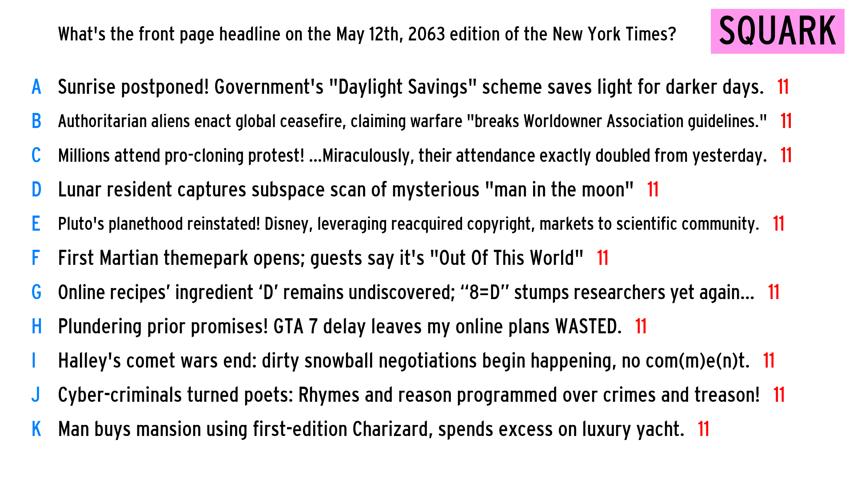 What's the front page headline on the May 12th, 2063 edition of the New York Times?
SQUARK
A Sunrise postponed! Government's "Daylight Savings" scheme saves light for darker days. 11
B Authoritarian aliens enact global ceasefire, claiming warfare "breaks Worldowner Association guidelines." 11
C Millions attend pro-cloning protest! ...Miraculously, their attendance exactly doubled from yesterday. 11
D Lunar resident captures subspace scan of mysterious "man in the moon" 11
E Pluto's planethood reinstated! Disney, leveraging reacquired copyright, markets to scientific community. 11
F First Martian themepark opens; guests say it's "Out Of This World" 11
G Online recipes’ ingredient ‘D’ remains undiscovered; “8=D” stumps researchers yet again... 11
H Plundering prior promises! GTA 7 delay leaves my online plans WASTED. 11
I Halley's comet wars end: dirty snowball negotiations begin happening, no com(m)e(n)t. 11
J Cyber-criminals turned poets: Rhymes and reason programmed over crimes and treason! 11
K Man buys mansion using first-edition Charizard, spends excess on luxury yacht. 11